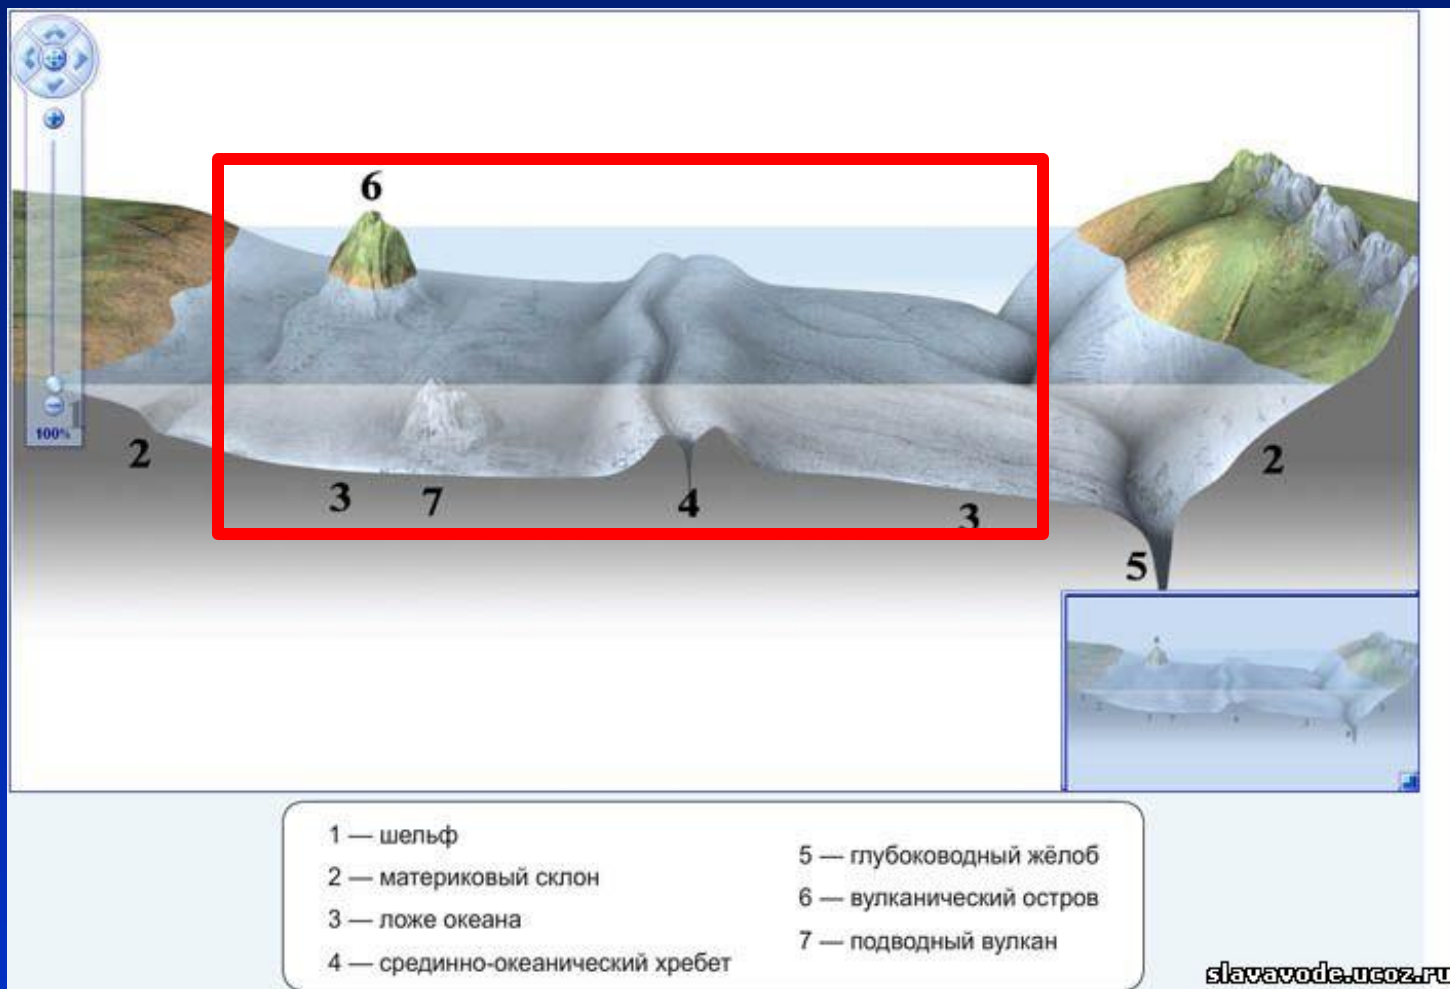 6
1
100%
2
3
7
4
3
2
5
1 — шельф
2 — материковый склон
3 — ложе океана
4 — срединно-океанический хребет
5 — глубоководный жёлоб
6 — вулканический остров
7 — подводный вулкан
slavavode.ucoz.ru